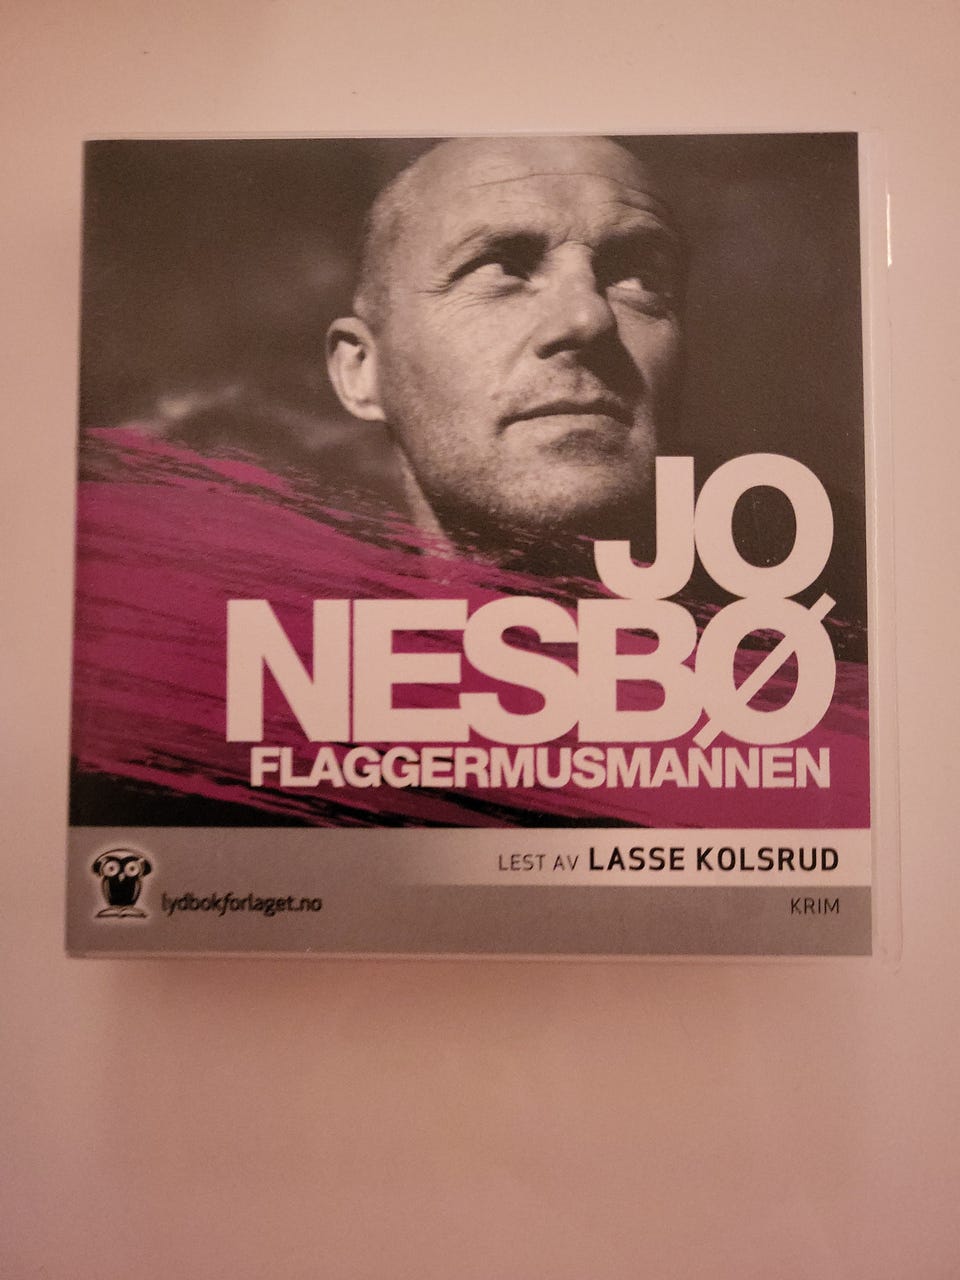 JO
NESBØ
FLAGGERMUSMANNEN
LEST AV LASSE KOLSRUD
lydbokforlaget.no
KRIM